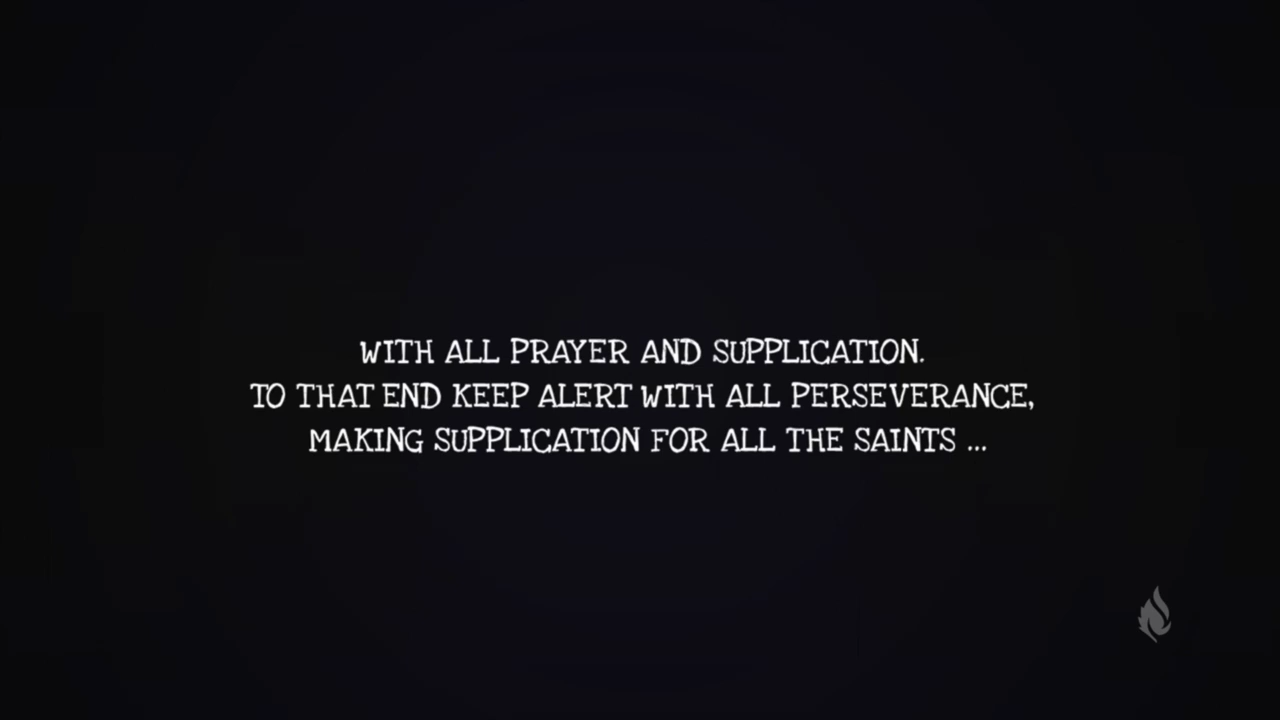 WITH ALL PRAYER AND SUPPLICATION.
TO THAT END KEEP ALERT WITH ALL PERSEVERANCE,
MAKING SUPPLICATION FOR ALL THE SAINTS ...